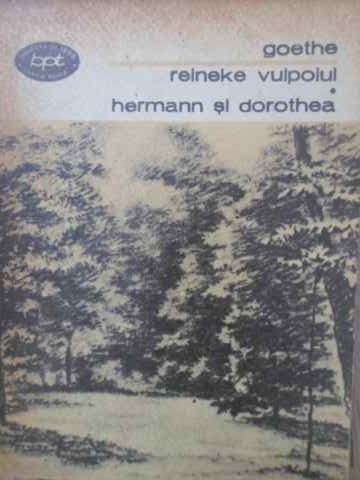 goethe
reineke vulpoiul
hermann și dorothea
bpt